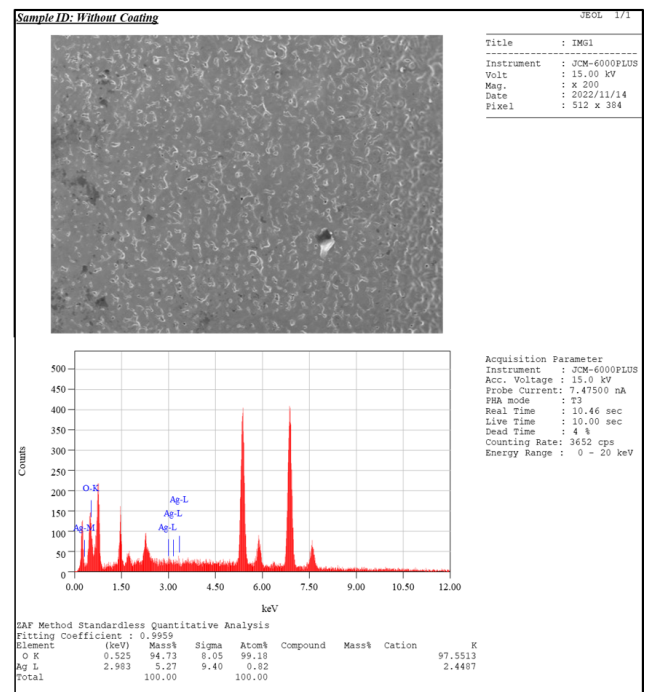 Sample ID: Without Coating
JEOL 1/1
Title : IMG1
Instrument : JCM-6000PLUS
Volt : 15.00 kV
Mag. : x 200
Date : 2022/11/14
Pixel : 512 x 384
Acquisition Parameter
Instrument : JCM-6000PLUS
Acc. Voltage : 15.0 kV
Probe Current: 7.47500 nA
PHA mode : T3
Real Time : 10.46 sec
Live Time : 10.00 sec
Dead Time : 4 %
Counting Rate: 3652 cps
Energy Range : 0 - 20 keV
Counts
500
450
400
350
300
250
200
150
100
50
0
O-K
Ag-M
Ag-L
Ag-L
Ag-L
0.00 1.50 3.00 4.50 6.00 7.50 9.00 10.50 12.00
keV
ZAF Method Standardless Quantitative Analysis
Fitting Coefficient : 0.9959
Element (keV) Mass% Sigma Atom% Compound Mass% Cation K
O K 0.525 94.73 8.05 99.18 97.5513
Ag L 2.983 5.27 9.40 0.82 2.4487
Total 100.00 100.00